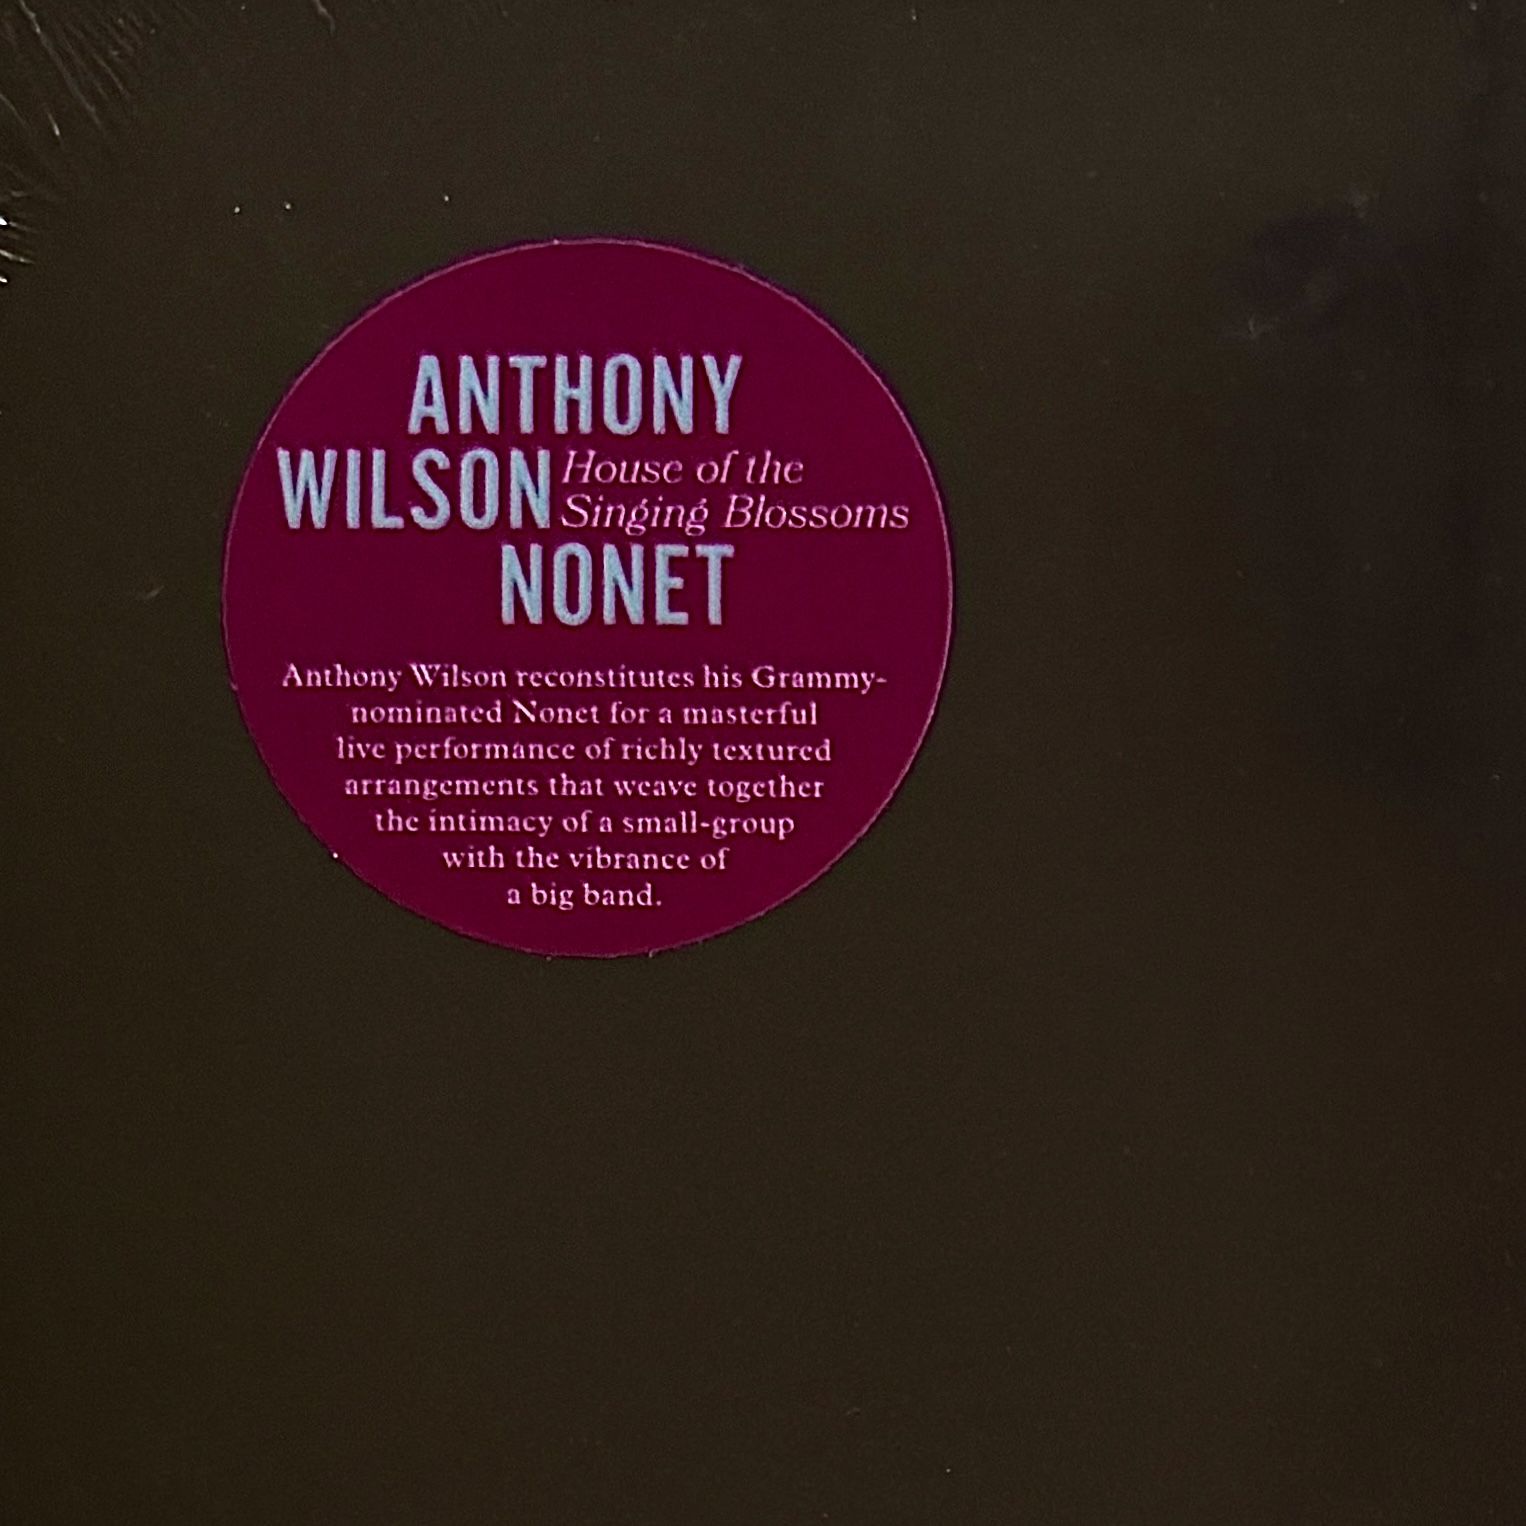 ANTHONY
WILSON House of the
Singing Blossoms
NONET
Anthony Wilson reconstitutes his Grammy-
nominated Nonet for a masterful
live performance of richly textured
arrangements that weave together
the intimacy of a small-group
with the vibrance of
a big band.